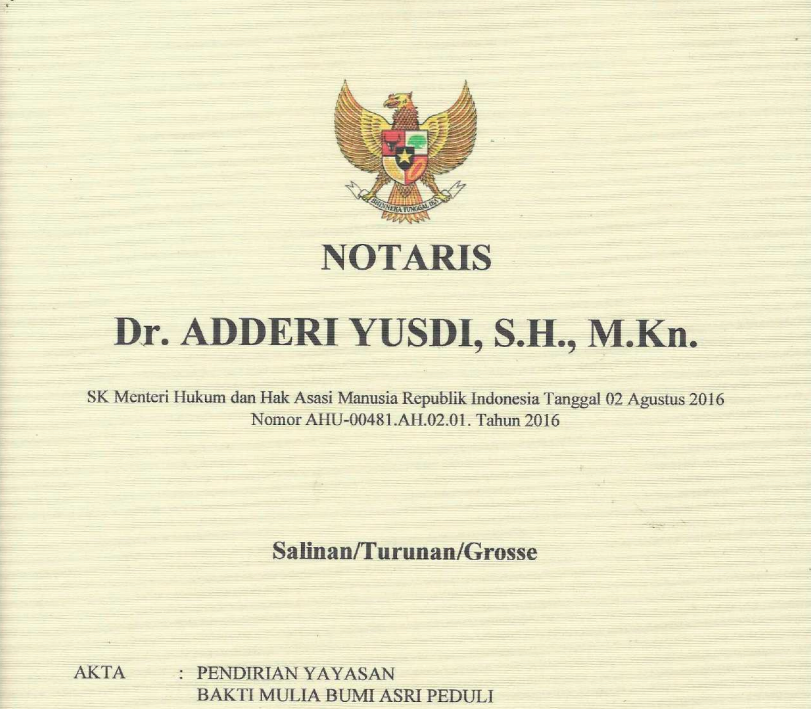 BHINNEKA TUNGGAL IKA
NOTARIS
Dr. ADDERI YUSDI, S.H., M.Kn.
SK Menteri Hukum dan Hak Asasi Manusia Republik Indonesia Tanggal 02 Agustus 2016
Nomor AHU-00481.AH.02.01. Tahun 2016
Salinan/Turunan/Grosse
AKTA : PENDIRIAN YAYASAN
BAKTI MULIA BUMI ASRI PEDULI